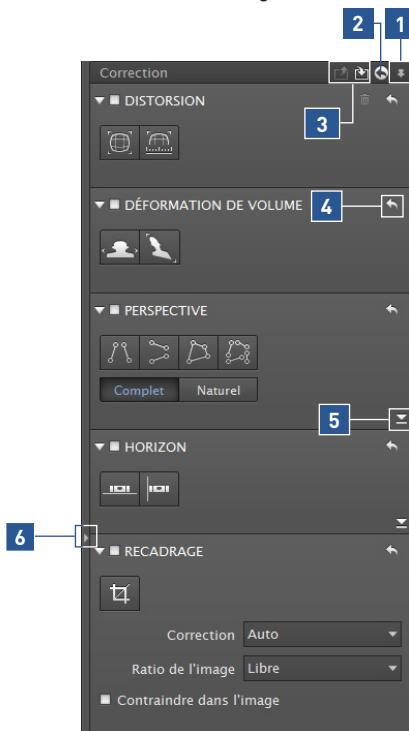 2 1
Correction
DISTORSION
3
DÉFORMATION DE VOLUME 4
PERSPECTIVE
Complet Naturel
5
HORIZON
6
RECADRAGE
Correction Auto
Ratio de l'image Libre
Contraindre dans l'image